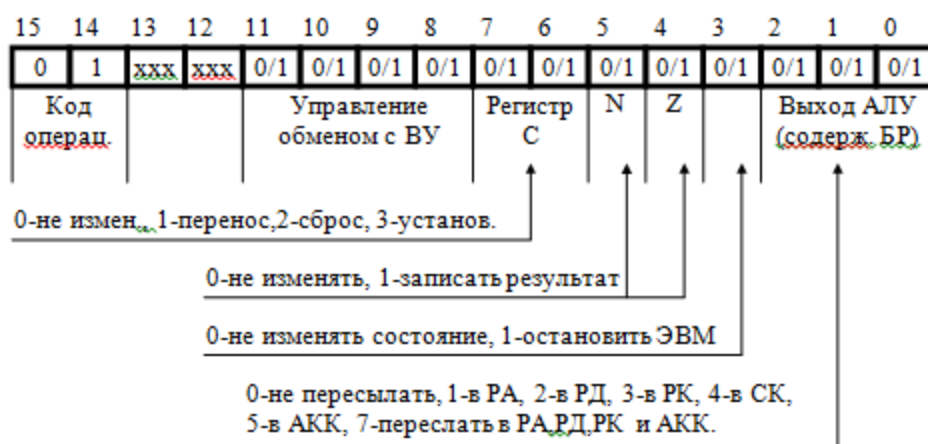 15 14 13 12 11 10 9 8 7 6 5 4 3 2 1 0
0 1 xxx xxx 0/1 0/1 0/1 0/1 0/1 0/1 0/1 0/1 0/1 0/1 0/1 0/1
Код Управление Регистр N Z Выход АЛУ
операц. обменом с ВУ С (содерж. БР)
0-не измен., 1-перенос,2-сброс, 3-установ.
0-не изменять, 1-записать результат
0-не изменять состояние, 1-остановить ЭВМ
0-не пересылать, 1-в РА, 2-в РД, 3-в РК, 4-в СК,
5-в АКК, 7-переслать в РА,РД,РК и АКК.